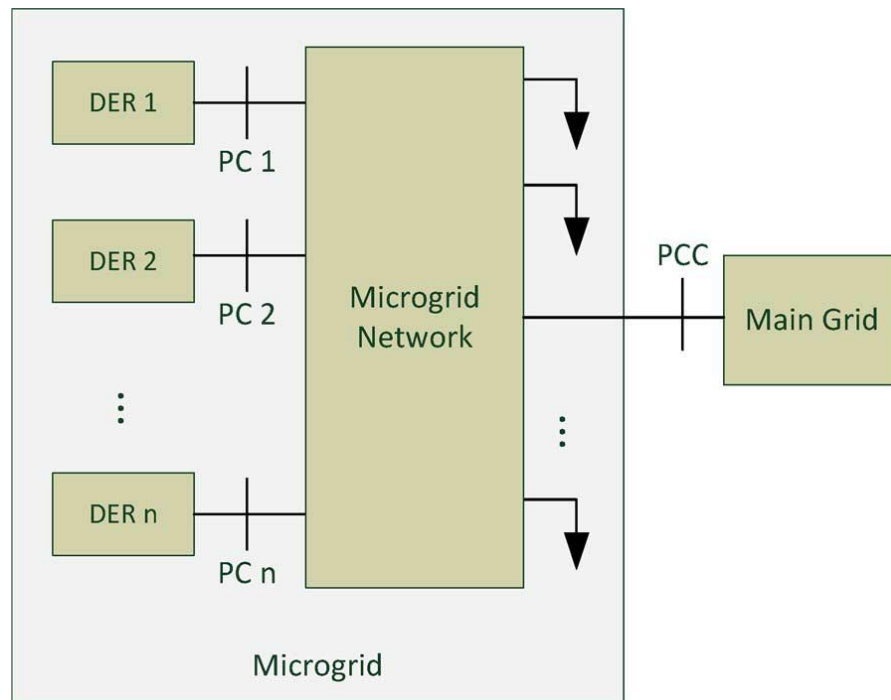 DER 1
PC 1
DER 2
PC 2
Microgrid
Network
PCC
Main Grid
DER n
PC n
Microgrid